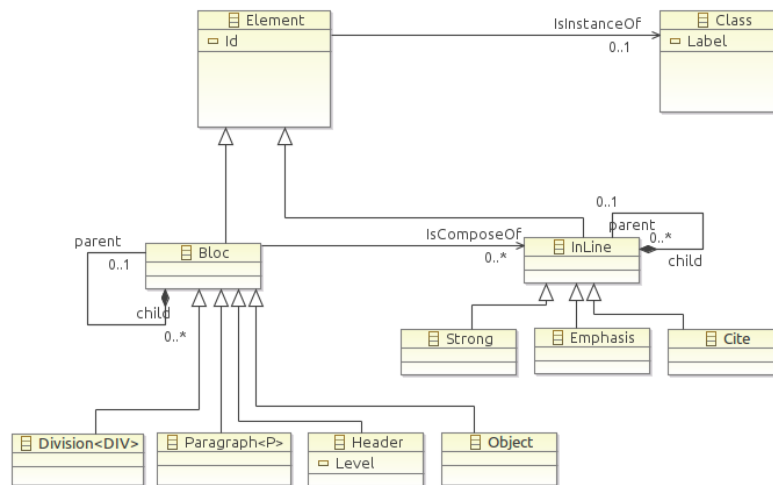 Element
Id
IsInstanceOf
0..1
Class
Label
parent
0..1
Bloc
child
0..*
IsComposeOf
0..*
0..1
parent
0..*
InLine
child
Strong
Emphasis
Cite
Division<DIV>
Paragraph<P>
Header
Level
Object